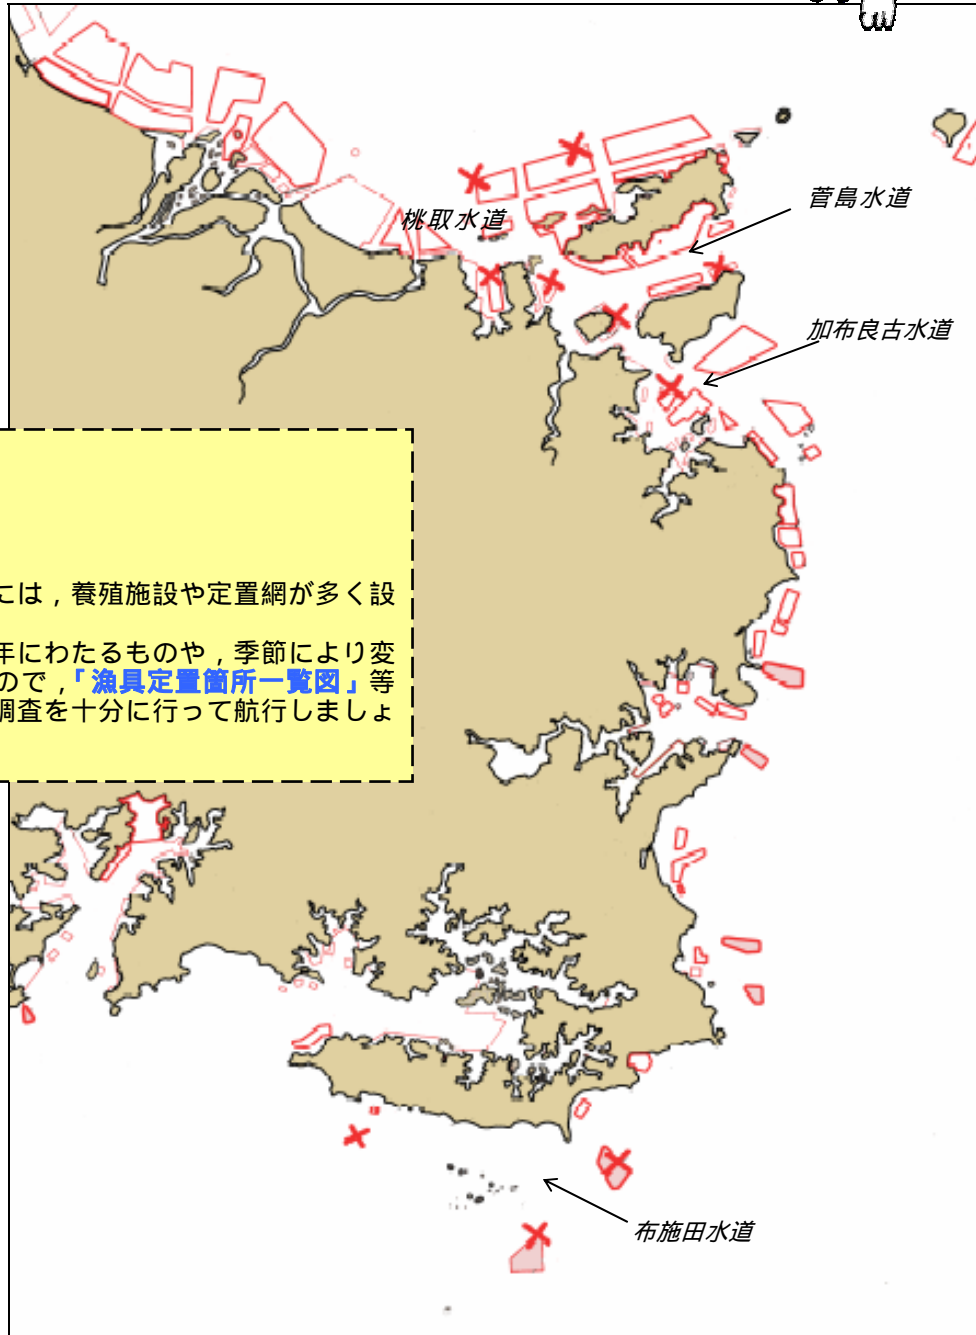 桃取水道
菅島水道
加布良古水道
には，養殖施設や定置網が多く設
年にわたるものや，季節により変
ので，「漁具定置箇所一覧図」等
調査を十分に行って航行しましょ
布施田水道